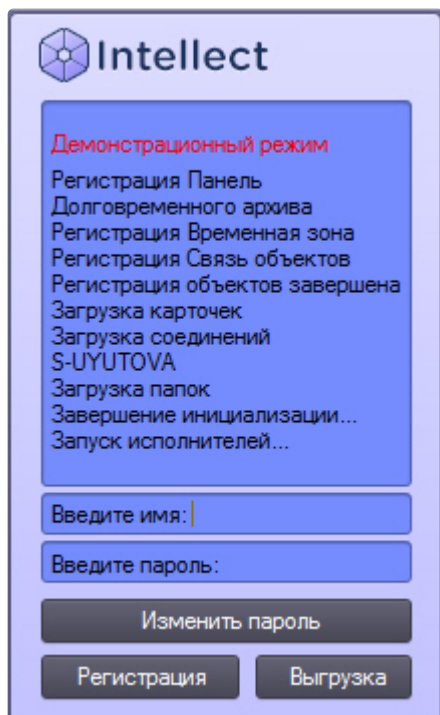 Intellect
Демонстрационный режим
Регистрация Панель
Долговременного архива
Регистрация Временная зона
Регистрация Связь объектов
Регистрация объектов завершена
Загрузка карточек
Загрузка соединений
S-UYUTOVA
Загрузка папок
Завершение инициализации...
Запуск исполнителей...
Введите имя:
Введите пароль:
Изменить пароль
Регистрация Выгрузка